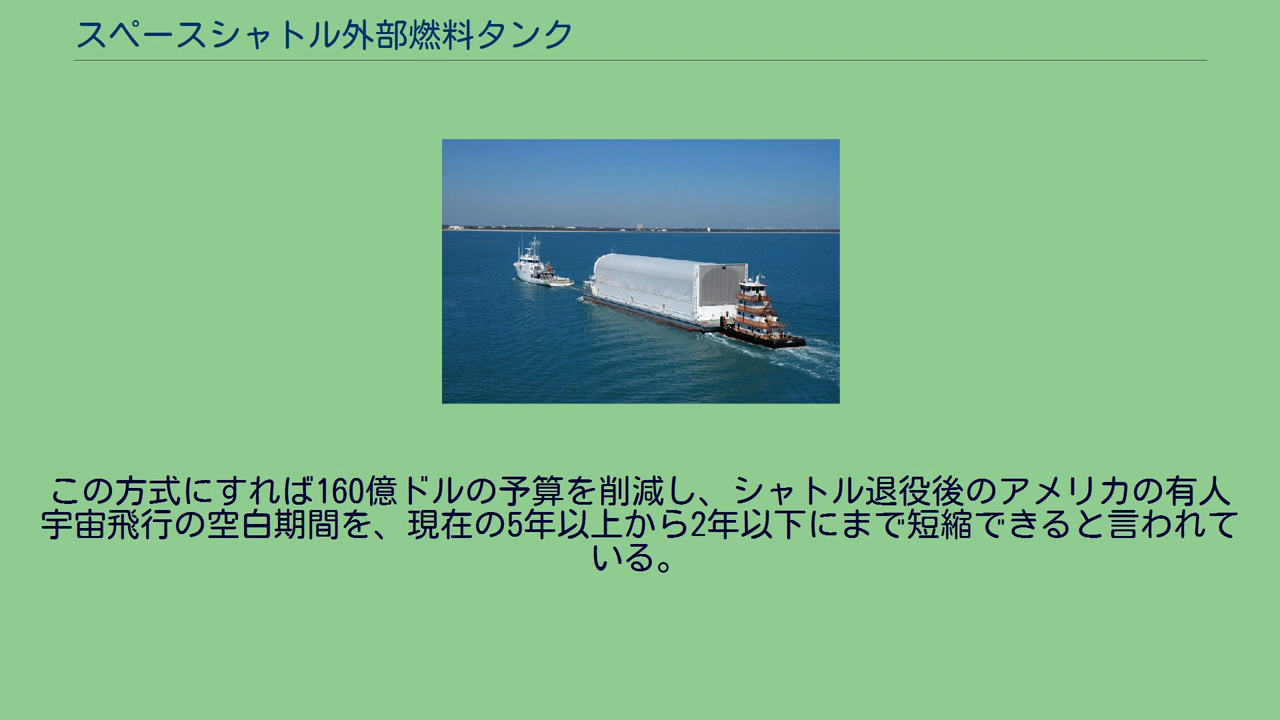 スペースシャトル外部燃料タンク
この方式にすれば160億ドルの予算を削減し、シャトル退役後のアメリカの有人
宇宙飛行の空白期間を、現在の5年以上から2年以下にまで短縮できると言われて
いる。